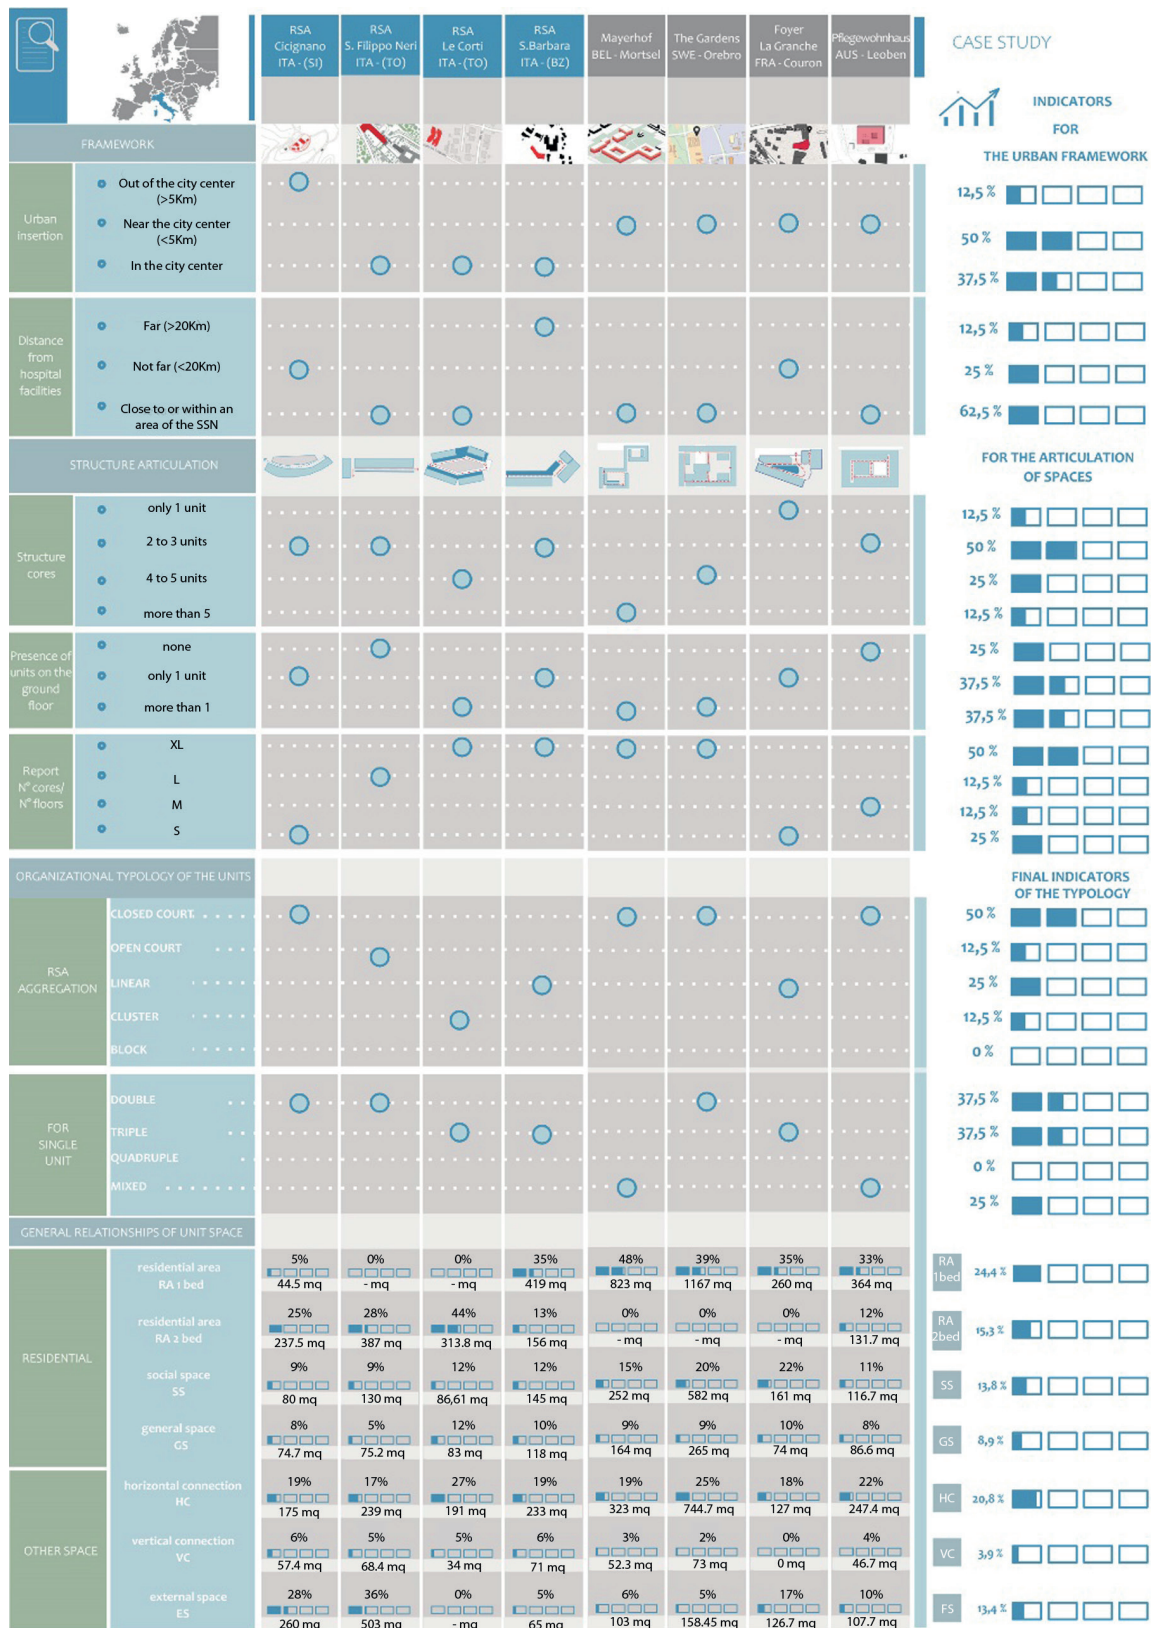 RSA
Cicignano
ITA - (SI)
RSA
S. Filippo Neri
ITA - (TO)
RSA
Le Corti
ITA - (TO)
RSA
S.Barbara
ITA - (BZ)
Mayerhof
BEL - Mortsel
The Gardens
SWE - Orebro
Foyer
La Granche
FRA - Couron
Pflegewohnhaus
AUS - Leoben
CASE STUDY
INDICATORS
FOR
THE URBAN FRAMEWORK
FRAMEWORK
Urban
insertion
Out of the city center
(>5Km)
12,5 %
Near the city center
(<5Km)
50 %
In the city center
37,5 %
Distance
from
hospital
facilities
Far (>20Km)
12,5 %
Not far (<20Km)
25 %
Close to or within an
area of the SSN
62,5 %
STRUCTURE ARTICULATION
FOR THE ARTICULATION
OF SPACES
Structure
cores
only 1 unit
12,5 %
2 to 3 units
50 %
4 to 5 units
25 %
more than 5
12,5 %
Presence of
units on the
ground
floor
none
25 %
only 1 unit
37,5 %
more than 1
37,5 %
Report
N° cores/
N° floors
XL
50 %
L
12,5 %
M
12,5 %
S
25 %
ORGANIZATIONAL TYPOLOGY OF THE UNITS
FINAL INDICATORS
OF THE TYPOLOGY
RSA
AGGREGATION
CLOSED COURT
50 %
OPEN COURT
12,5 %
LINEAR
25 %
CLUSTER
12,5 %
BLOCK
0 %
FOR
SINGLE
UNIT
DOUBLE
37,5 %
TRIPLE
37,5 %
QUADRUPLE
0 %
MIXED
25 %
GENERAL RELATIONSHIPS OF UNIT SPACE
RESIDENTIAL
residential area
RA 1 bed
5% 0% 0% 35% 48% 39% 35% 33%
44.5 mq - mq - mq 419 mq 823 mq 1167 mq 260 mq 364 mq
RA
1bed
24,4 %
residential area
RA 2 bed
25% 28% 44% 13% 0% 0% 0% 12%
237.5 mq 387 mq 313.8 mq 156 mq - mq - mq - mq 131.7 mq
RA
2bed
15,3 %
social space
SS
9% 9% 12% 12% 15% 20% 22% 11%
80 mq 130 mq 86,61 mq 145 mq 252 mq 582 mq 161 mq 116.7 mq
SS
13,8 %
general space
GS
8% 5% 12% 10% 9% 9% 10% 8%
74.7 mq 75.2 mq 83 mq 118 mq 164 mq 265 mq 74 mq 86.6 mq
GS
8,9 %
OTHER SPACE
horizontal connection
HC
19% 17% 27% 19% 19% 25% 18% 22%
175 mq 239 mq 191 mq 233 mq 323 mq 744.7 mq 127 mq 247.4 mq
HC
20,8 %
vertical connection
VC
6% 5% 5% 6% 3% 2% 0% 4%
57.4 mq 68.4 mq 34 mq 71 mq 52.3 mq 73 mq 0 mq 46.7 mq
VC
3,9 %
external space
ES
28% 36% 0% 5% 6% 5% 17% 10%
260 mq 503 mq - mq 65 mq 103 mq 158.45 mq 126.7 mq 107.7 mq
FS
13,4 %